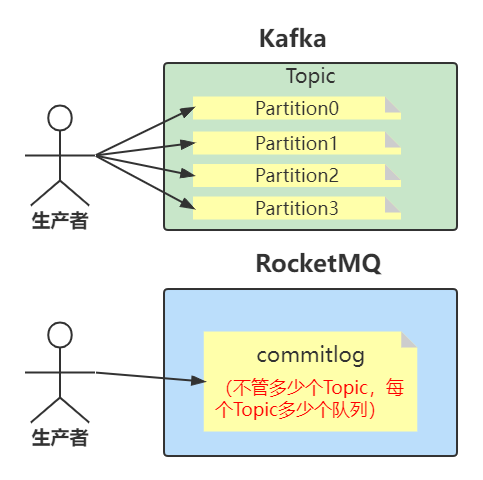 Kafka
Topic
Partition0
Partition1
Partition2
Partition3
生产者
RocketMQ
commitlog
（不管多少个Topic，每
个Topic多少个队列）
生产者